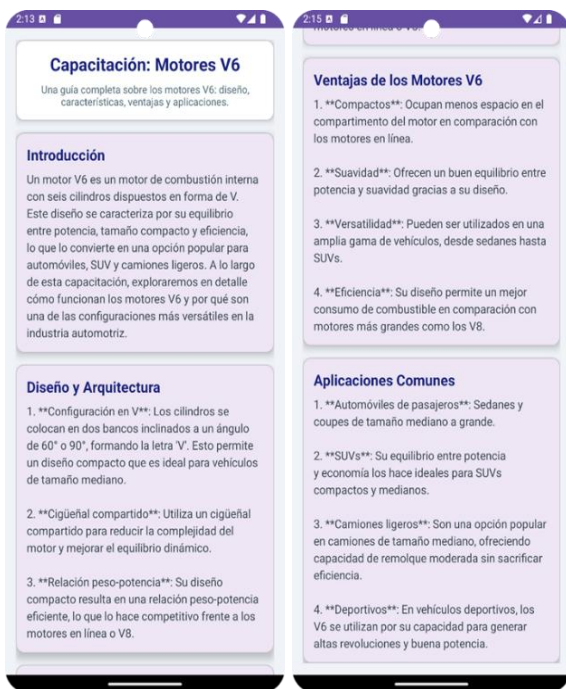 2:13
Capacitación: Motores V6
Una guía completa sobre los motores V6: diseño,
características, ventajas y aplicaciones.
Introducción
Un motor V6 es un motor de combustión interna
con seis cilindros dispuestos en forma de V.
Este diseño se caracteriza por su equilibrio
entre potencia, tamaño compacto y eficiencia,
lo que lo convierte en una opción popular para
automóviles, SUV y camiones ligeros. A lo largo
de esta capacitación, exploraremos en detalle
cómo funcionan los motores V6 y por qué son
una de las configuraciones más versátiles en la
industria automotriz.
Diseño y Arquitectura
1. **Configuración en V**: Los cilindros se
colocan en dos bancos inclinados a un ángulo
de 60° o 90°, formando la letra 'V'. Esto permite
un diseño compacto que es ideal para vehículos
de tamaño mediano.
2. **Cigüeñal compartido**: Utiliza un cigüeñal
compartido para reducir la complejidad del
motor y mejorar el equilibrio dinámico.
3. **Relación peso-potencia**: Su diseño
compacto resulta en una relación peso-potencia
eficiente, lo que lo hace competitivo frente a los
motores en línea o V8.
2:15
motores en línea o V8.
Ventajas de los Motores V6
1. **Compactos**: Ocupan menos espacio en el
compartimento del motor en comparación con
los motores en línea.
2. **Suavidad**: Ofrecen un buen equilibrio entre
potencia y suavidad gracias a su diseño.
3. **Versatilidad**: Pueden ser utilizados en una
amplia gama de vehículos, desde sedanes hasta
SUVs.
4. **Eficiencia**: Su diseño permite un mejor
consumo de combustible en comparación con
motores más grandes como los V8.
Aplicaciones Comunes
1. **Automóviles de pasajeros**: Sedanes y
coupes de tamaño mediano a grande.
2. **SUVs**: Su equilibrio entre potencia
y economía los hace ideales para SUVs
compactos y medianos.
3. **Camiones ligeros**: Son una opción popular
en camiones de tamaño mediano, ofreciendo
capacidad de remolque moderada sin sacrificar
eficiencia.
4. **Deportivos**: En vehículos deportivos, los
V6 se utilizan por su capacidad para generar
altas revoluciones y buena potencia.